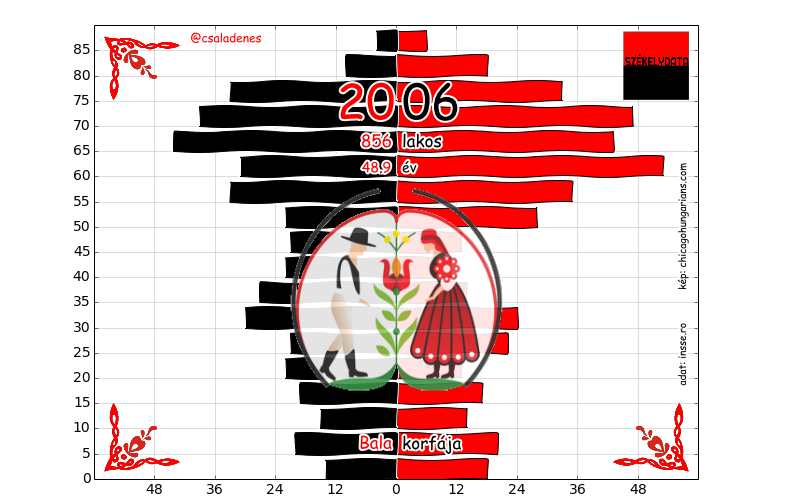 @csaladenes
SZÉKELYDATA
2006
856 lakos
48.9 év
kép: chicagohungarians.com
adat: insse.ro
Bala korfája
85
80
75
70
65
60
55
50
45
40
35
30
25
20
15
10
5
0
48 36 24 12 0 12 24 36 48